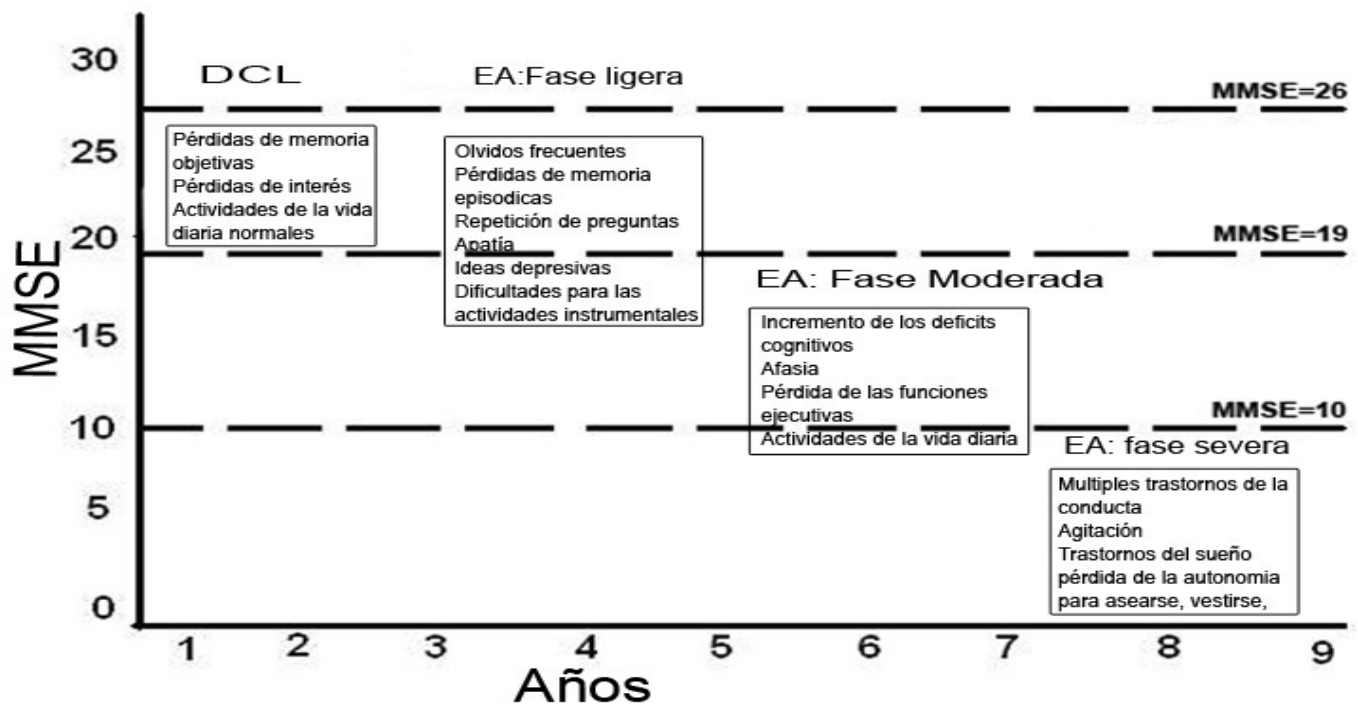 MMSE
30
25
20
15
10
5
0
DCL
Pérdidas de memoria
objetivas
Pérdidas de interés
Actividades de la vida
diaria normales
EA:Fase ligera
Olvidos frecuentes
Pérdidas de memoria
episodicas
Repetición de preguntas
Apatía
Ideas depresivas
Dificultades para las
actividades instrumentales
MMSE=26
MMSE=19
EA: Fase Moderada
Incremento de los deficits
cognitivos
Afasia
Pérdida de las funciones
ejecutivas
Actividades de la vida diaria
MMSE=10
EA: fase severa
Multiples trastornos de la
conducta
Agitación
Trastornos del sueño
pérdida de la autonomia
para asearse, vestirse,
1 2 3 4 5 6 7 8 9
Años